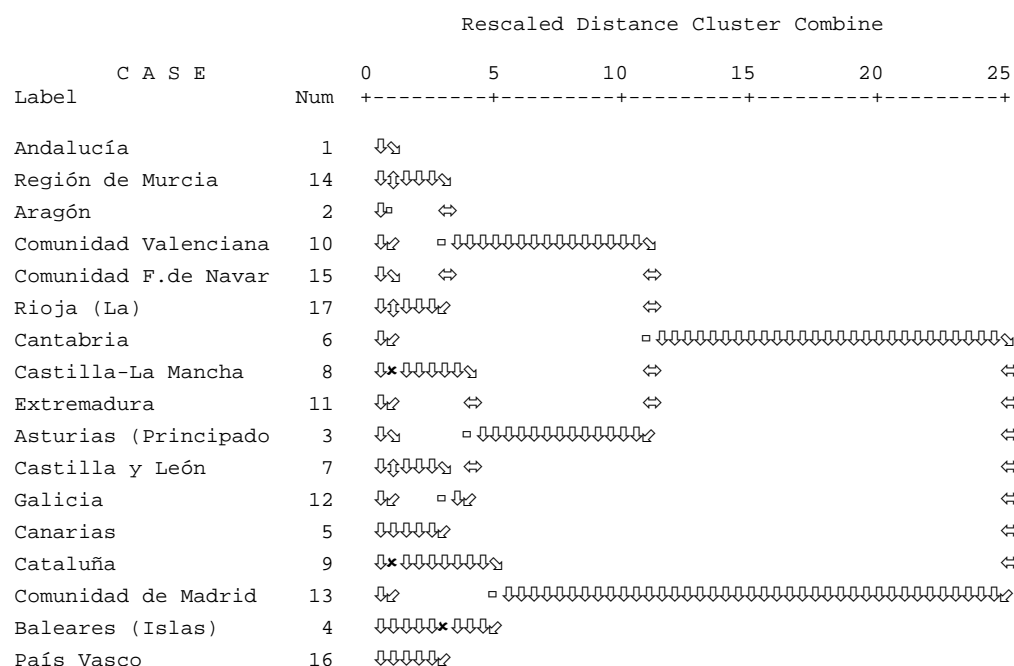 Rescaled Distance Cluster Combine
C A S E 0 5 10 15 20 25
Label Num +---------+---------+---------+---------+---------+
Andalucía 1 ⇩⬂
Región de Murcia 14 ⇩⇳⇩⇩⇩⬂
Aragón 2 ⇩▫ ⬄
Comunidad Valenciana 10 ⇩⬃ ▫⇩⇩⇩⇩⇩⇩⇩⇩⇩⇩⇩⇩⇩⇩⇩⬂
Comunidad F.de Navar 15 ⇩⬂ ⬄ ⬄
Rioja (La) 17 ⇩⇳⇩⇩⇩⬃ ⬄
Cantabria 6 ⇩⬃ ▫⇩⇩⇩⇩⇩⇩⇩⇩⇩⇩⇩⇩⇩⇩⇩⇩⇩⇩⇩⇩⇩⇩⇩⇩⇩⇩⇩⬂
Castilla-La Mancha 8 ⇩✖⇩⇩⇩⇩⇩⬂ ⬄ ⬄
Extremadura 11 ⇩⬃ ⬄ ⬄ ⬄
Asturias (Principado 3 ⇩⬂ ▫⇩⇩⇩⇩⇩⇩⇩⇩⇩⇩⇩⇩⇩⬃ ⬄
Castilla y León 7 ⇩⇳⇩⇩⇩⬂ ⬄ ⬄
Galicia 12 ⇩⬃ ▫⇩⬃ ⬄
Canarias 5 ⇩⇩⇩⇩⇩⬃ ⬄
Cataluña 9 ⇩✖⇩⇩⇩⇩⇩⇩⇩⬂ ⬄
Comunidad de Madrid 13 ⇩⬃ ▫⇩⇩⇩⇩⇩⇩⇩⇩⇩⇩⇩⇩⇩⇩⇩⇩⇩⇩⇩⇩⇩⇩⇩⇩⇩⇩⇩⇩⇩⇩⇩⇩⇩⇩⇩⇩⇩⇩⇩⬃
Baleares (Islas) 4 ⇩⇩⇩⇩⇩✖⇩⇩⇩⬃
País Vasco 16 ⇩⇩⇩⇩⇩⬃